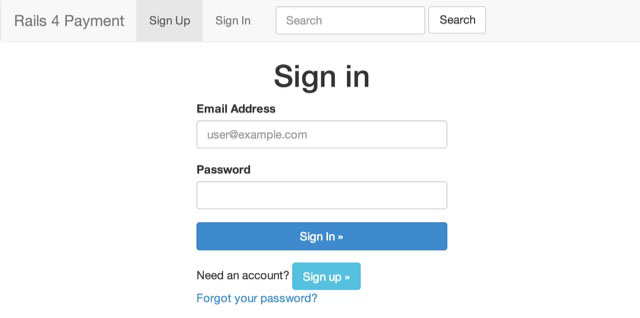 Rails 4 Payment Sign Up Sign In Search Search
Sign in
Email Address
user@example.com
Password
Sign In »
Need an account? Sign up »
Forgot your password?